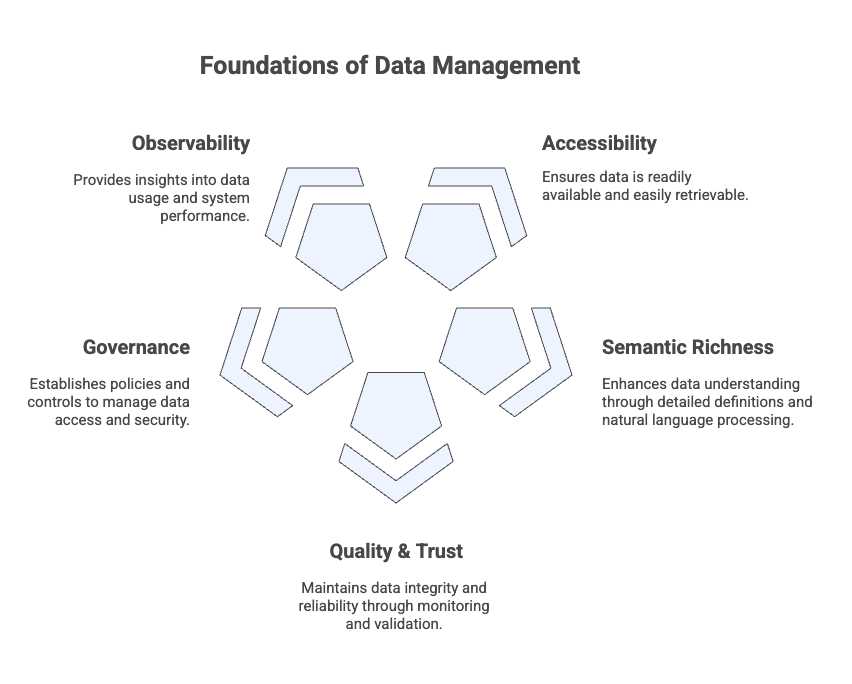 Foundations of Data Management
Observability
Provides insights into data
usage and system
performance.
Accessibility
Ensures data is readily
available and easily retrievable.
Governance
Establishes policies and
controls to manage data
access and security.
Semantic Richness
Enhances data understanding
through detailed definitions and
natural language processing.
Quality & Trust
Maintains data integrity and
reliability through monitoring
and validation.